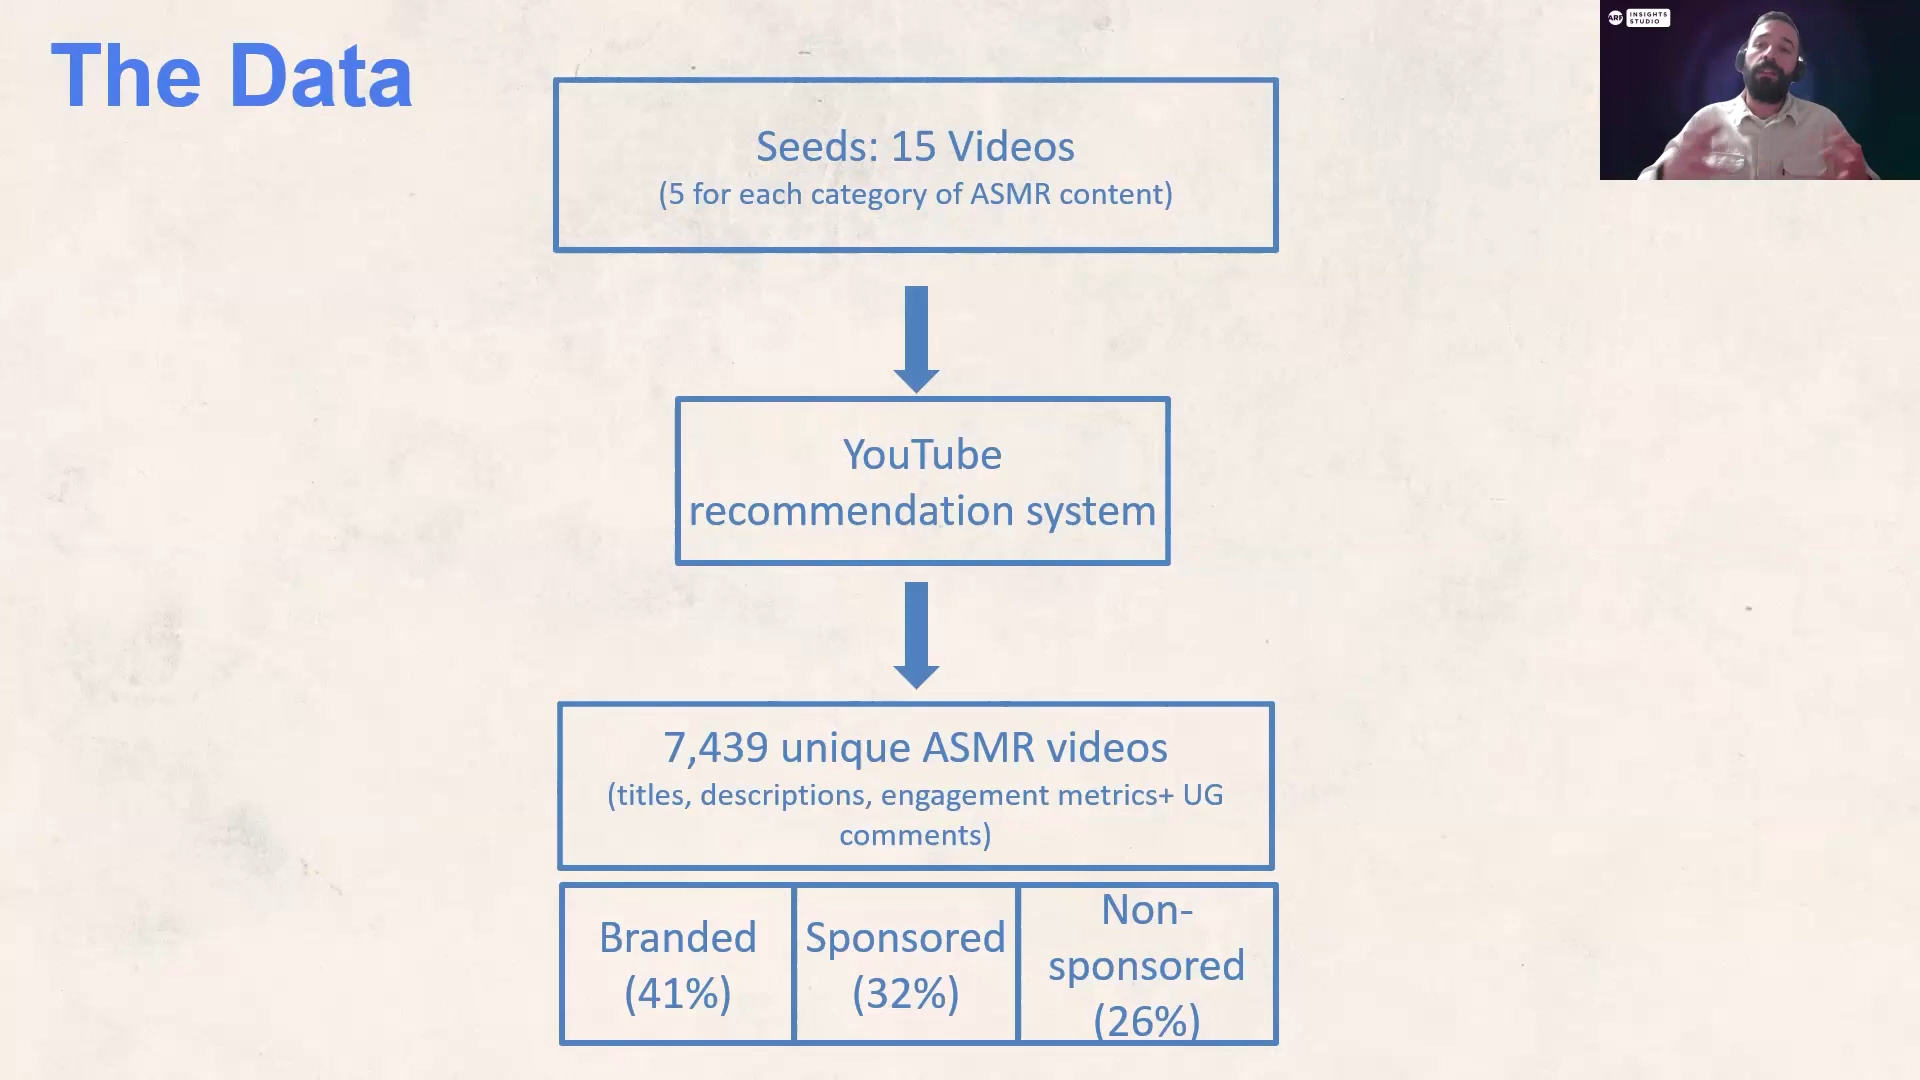 The Data
ARF
INSIGHTS
STUDIO
Seeds: 15 Videos
(5 for each category of ASMR content)
YouTube
recommendation system
7,439 unique ASMR videos
(titles, descriptions, engagement metrics+ UG
comments)
Branded
(41%)
Sponsored
(32%)
Non-
sponsored
(26%)